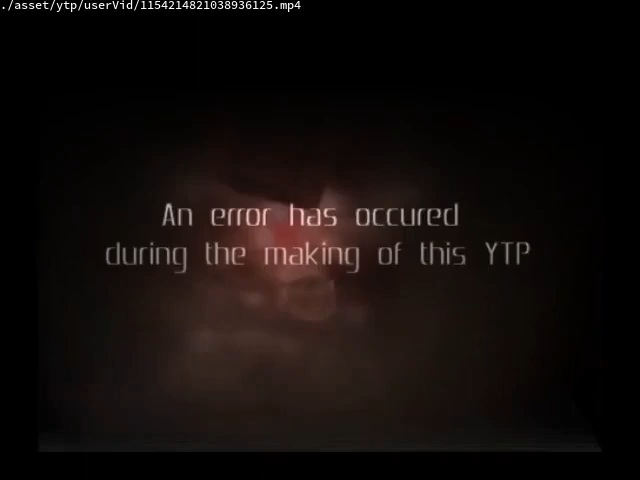 ./asset/ytp/userVid/1154214821038936125.mp4
An error has occured
during the making of this YTP